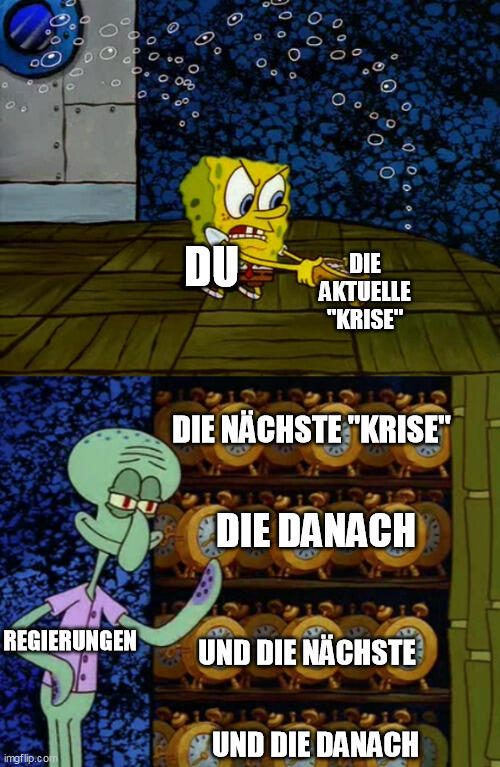 DU
DIE
AKTUELLE
"KRISE"
DIE NÄCHSTE "KRISE"
DIE DANACH
REGIERUNGEN
UND DIE NÄCHSTE
UND DIE DANACH
imgflip.com